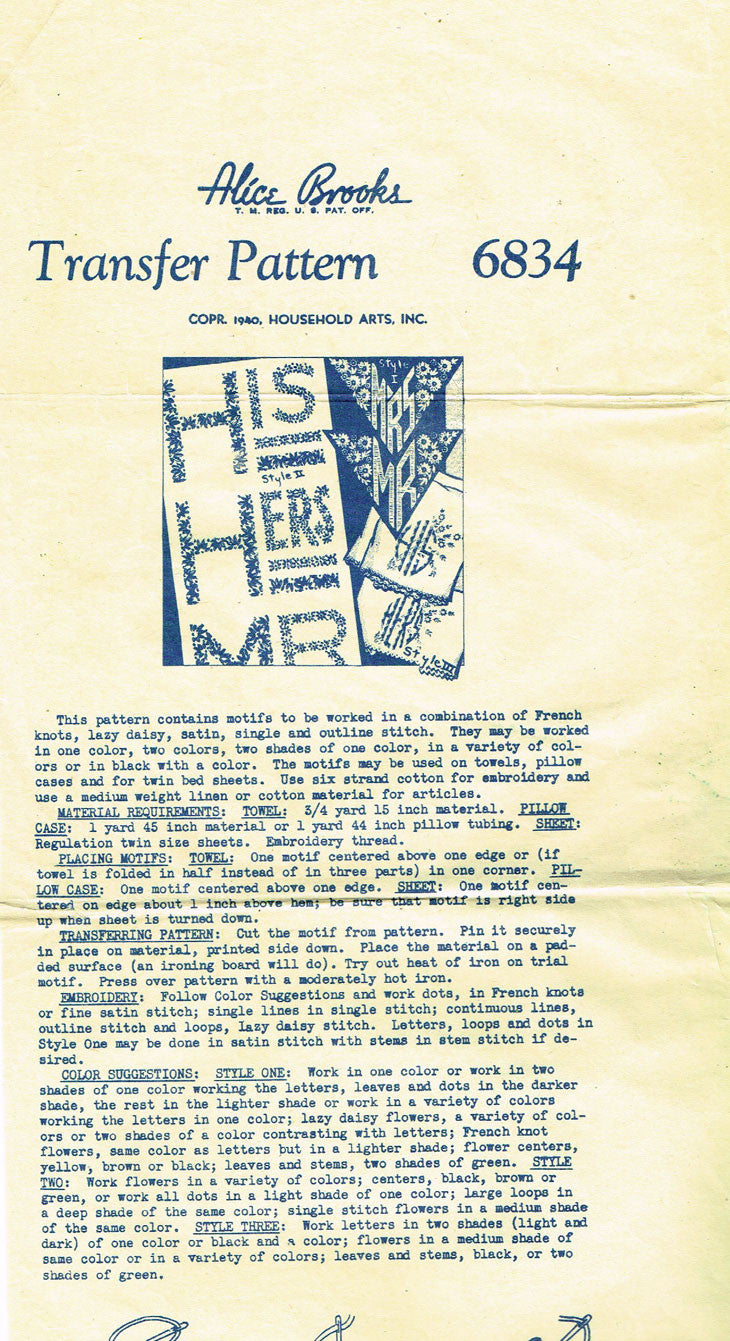 Alice Brooks
T. M. REG. U. S. PAT. OFF.
Transfer Pattern 6834
COPR. 1940, HOUSEHOLD ARTS, INC.
HIS
Style II
HERS
MR
Style I
MRS
MR
Style III
This pattern contains motifs to be worked in a combination of French
knots, lazy daisy, satin, single and outline stitch. They may be worked
in one color, two colors, two shades of one color, in a variety of col-
ors or in black with a color. The motifs may be used on towels, pillow
cases and for twin bed sheets. Use six strand cotton for embroidery and
use a medium weight linen or cotton material for articles.
MATERIAL REQUIREMENTS: TOWEL: 3/4 yard 15 inch material. PILLOW
CASE: 1 yard 45 inch material or 1 yard 44 inch pillow tubing. SHEET:
Regulation twin size sheets. Embroidery thread.
PLACING MOTIFS: TOWEL: One motif centered above one edge or (if
towel is folded in half instead of in three parts) in one corner. PIL-
LOW CASE: One motif centered above one edge. SHEET: One motif cen-
tered on edge about 1 inch above hem; be sure that motif is right side
up when sheet is turned down.
TRANSFERRING PATTERN: Cut the motif from pattern. Pin it securely
in place on material, printed side down. Place the material on a pad-
ded surface (an ironing board will do). Try out heat of iron on trial
motif. Press over pattern with a moderately hot iron.
EMBROIDERY: Follow Color Suggestions and work dots, in French knots
or fine satin stitch; single lines in single stitch; continuous lines,
outline stitch and loops, lazy daisy stitch. Letters, loops and dots in
Style One may be done in satin stitch with stems in stem stitch if de-
sired.
COLOR SUGGESTIONS: STYLE ONE: Work in one color or work in two
shades of one color working the letters, leaves and dots in the darker
shade, the rest in the lighter shade or work in a variety of colors
working the letters in one color; lazy daisy flowers, a variety of col-
ors or two shades of a color contrasting with letters; French knot
flowers, same color as letters but in a lighter shade; flower centers,
yellow, brown or black; leaves and stems, two shades of green. STYLE
TWO: Work flowers in a variety of colors; centers, black, brown or
green, or work all dots in a light shade of one color; large loops in
a deep shade of the same color; single stitch flowers in a medium shade
of the same color. STYLE THREE: Work letters in two shades (light and
dark) of one color or black and a color; flowers in a medium shade of
same color or in a variety of colors; leaves and stems, black, or two
shades of green.